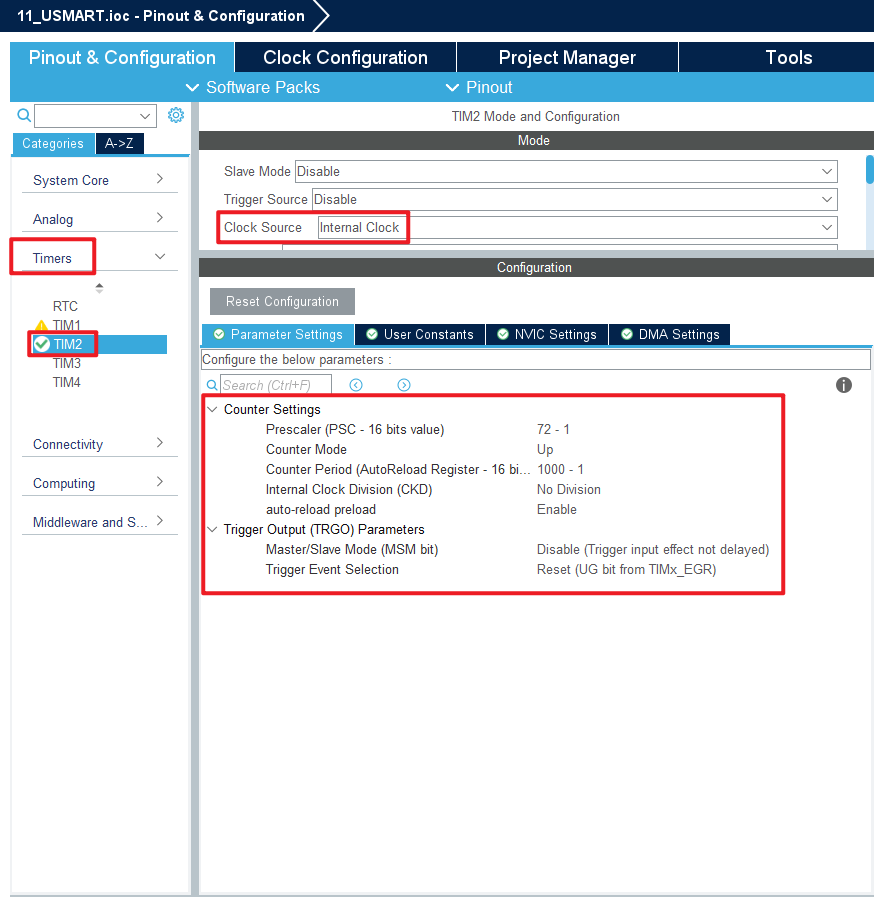 11_USMART.ioc - Pinout & Configuration
Pinout & Configuration
Clock Configuration
Project Manager
Tools
Software Packs
Pinout
TIM2 Mode and Configuration
Categories
A->Z
Mode
System Core
Slave Mode Disable
Trigger Source Disable
Analog
Clock Source Internal Clock
Timers
Configuration
Reset Configuration
RTC
TIM1
TIM2
TIM3
TIM4
Parameter Settings
User Constants
NVIC Settings
DMA Settings
Configure the below parameters :
Search (Ctrl+F)
Counter Settings
Prescaler (PSC - 16 bits value) 72 - 1
Counter Mode Up
Counter Period (AutoReload Register - 16 bi... 1000 - 1
Internal Clock Division (CKD) No Division
auto-reload preload Enable
Trigger Output (TRGO) Parameters
Master/Slave Mode (MSM bit) Disable (Trigger input effect not delayed)
Trigger Event Selection Reset (UG bit from TIMx_EGR)
Connectivity
Computing
Middleware and S...